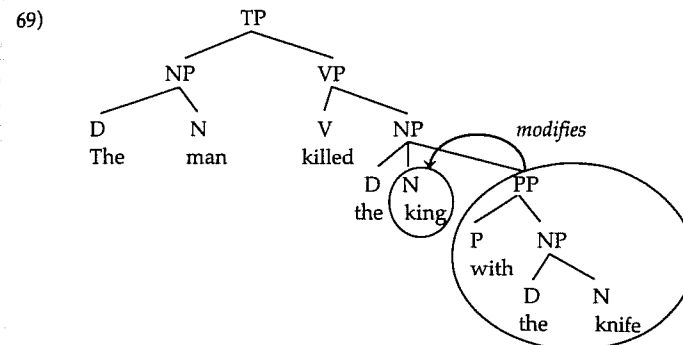 69)
TP
NP VP
D N V NP modifies
The man killed
D N PP
the king
P NP
with
D N
the knife